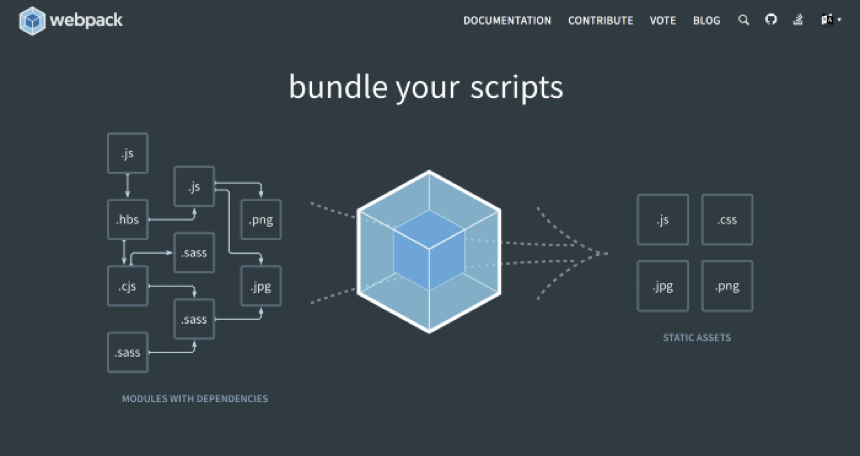 webpack
DOCUMENTATION CONTRIBUTE VOTE BLOG
bundle your scripts
.js
.js
.hbs
.png
.sass
.cjs
.jpg
.sass
.sass
MODULES WITH DEPENDENCIES
.js
.css
.jpg
.png
STATIC ASSETS